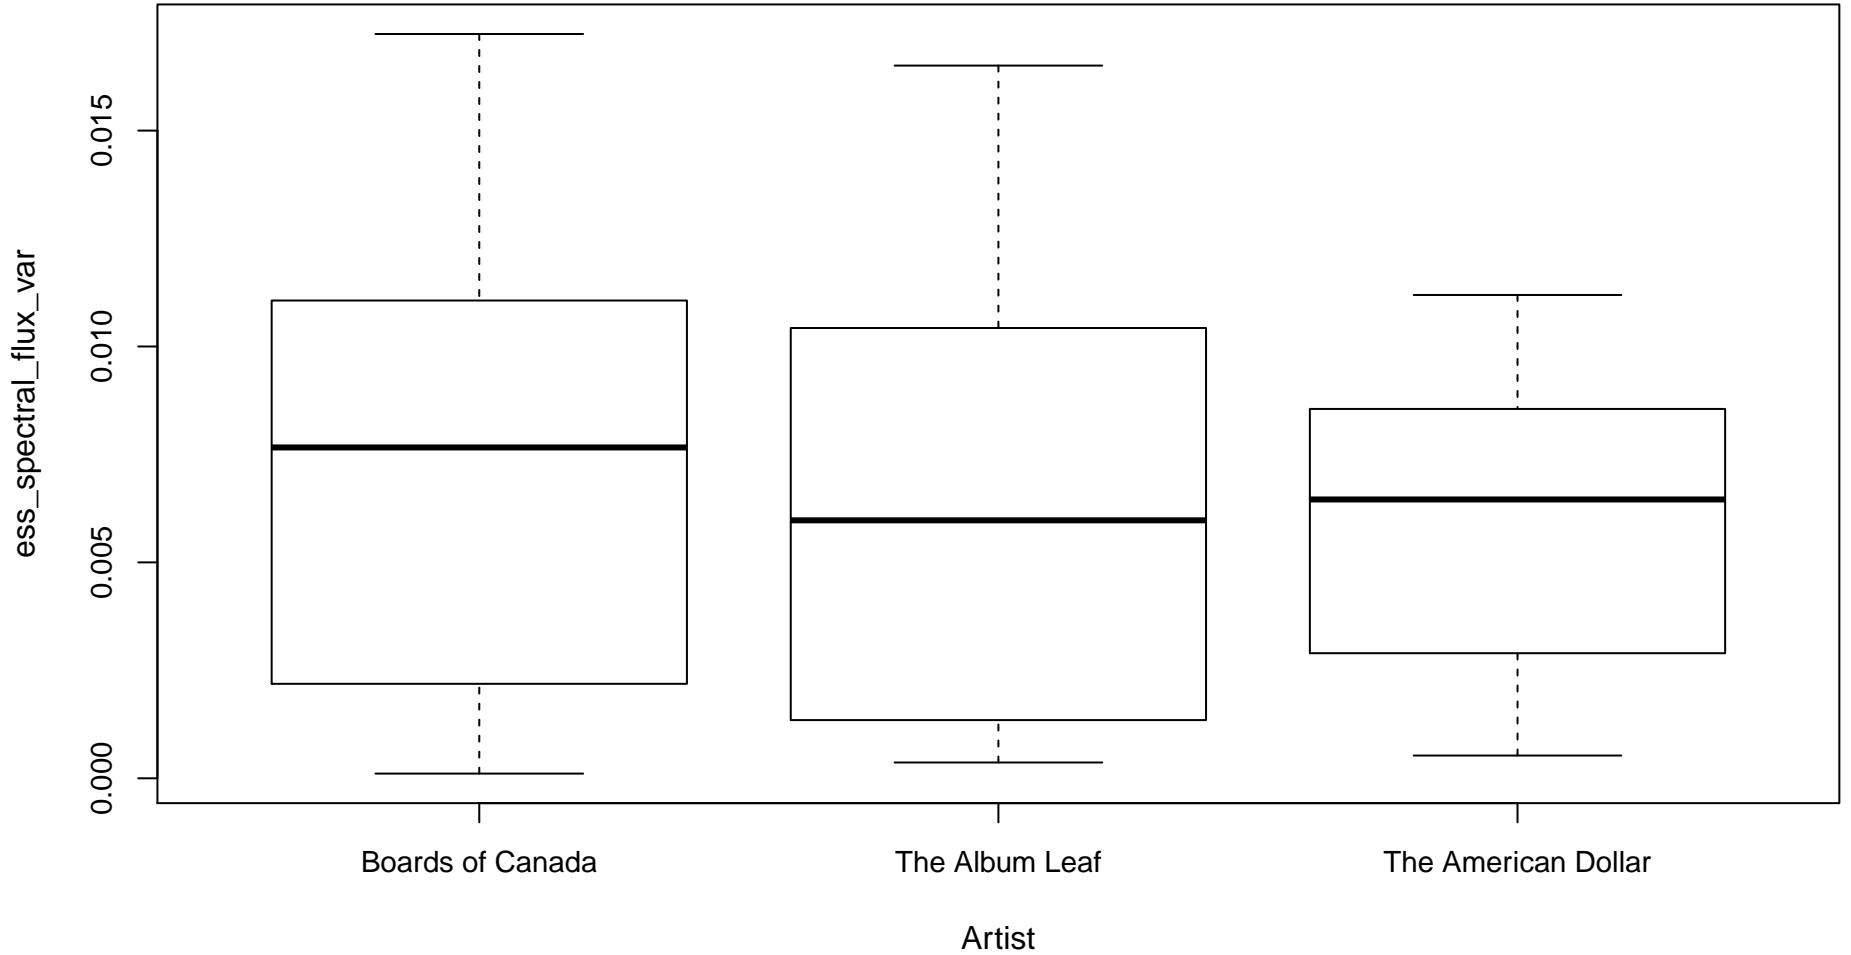 ess_spectral_flux_var
0.015
0.010
0.005
0.000
Boards of Canada
The Album Leaf
The American Dollar
Artist